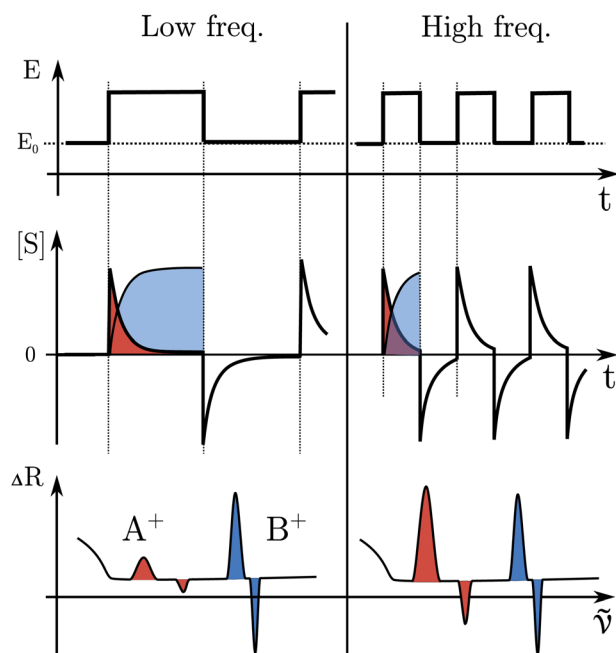 Low freq.
High freq.
E
E₀
t
[S]
0
t
ΔR
A⁺
B⁺
ṽ